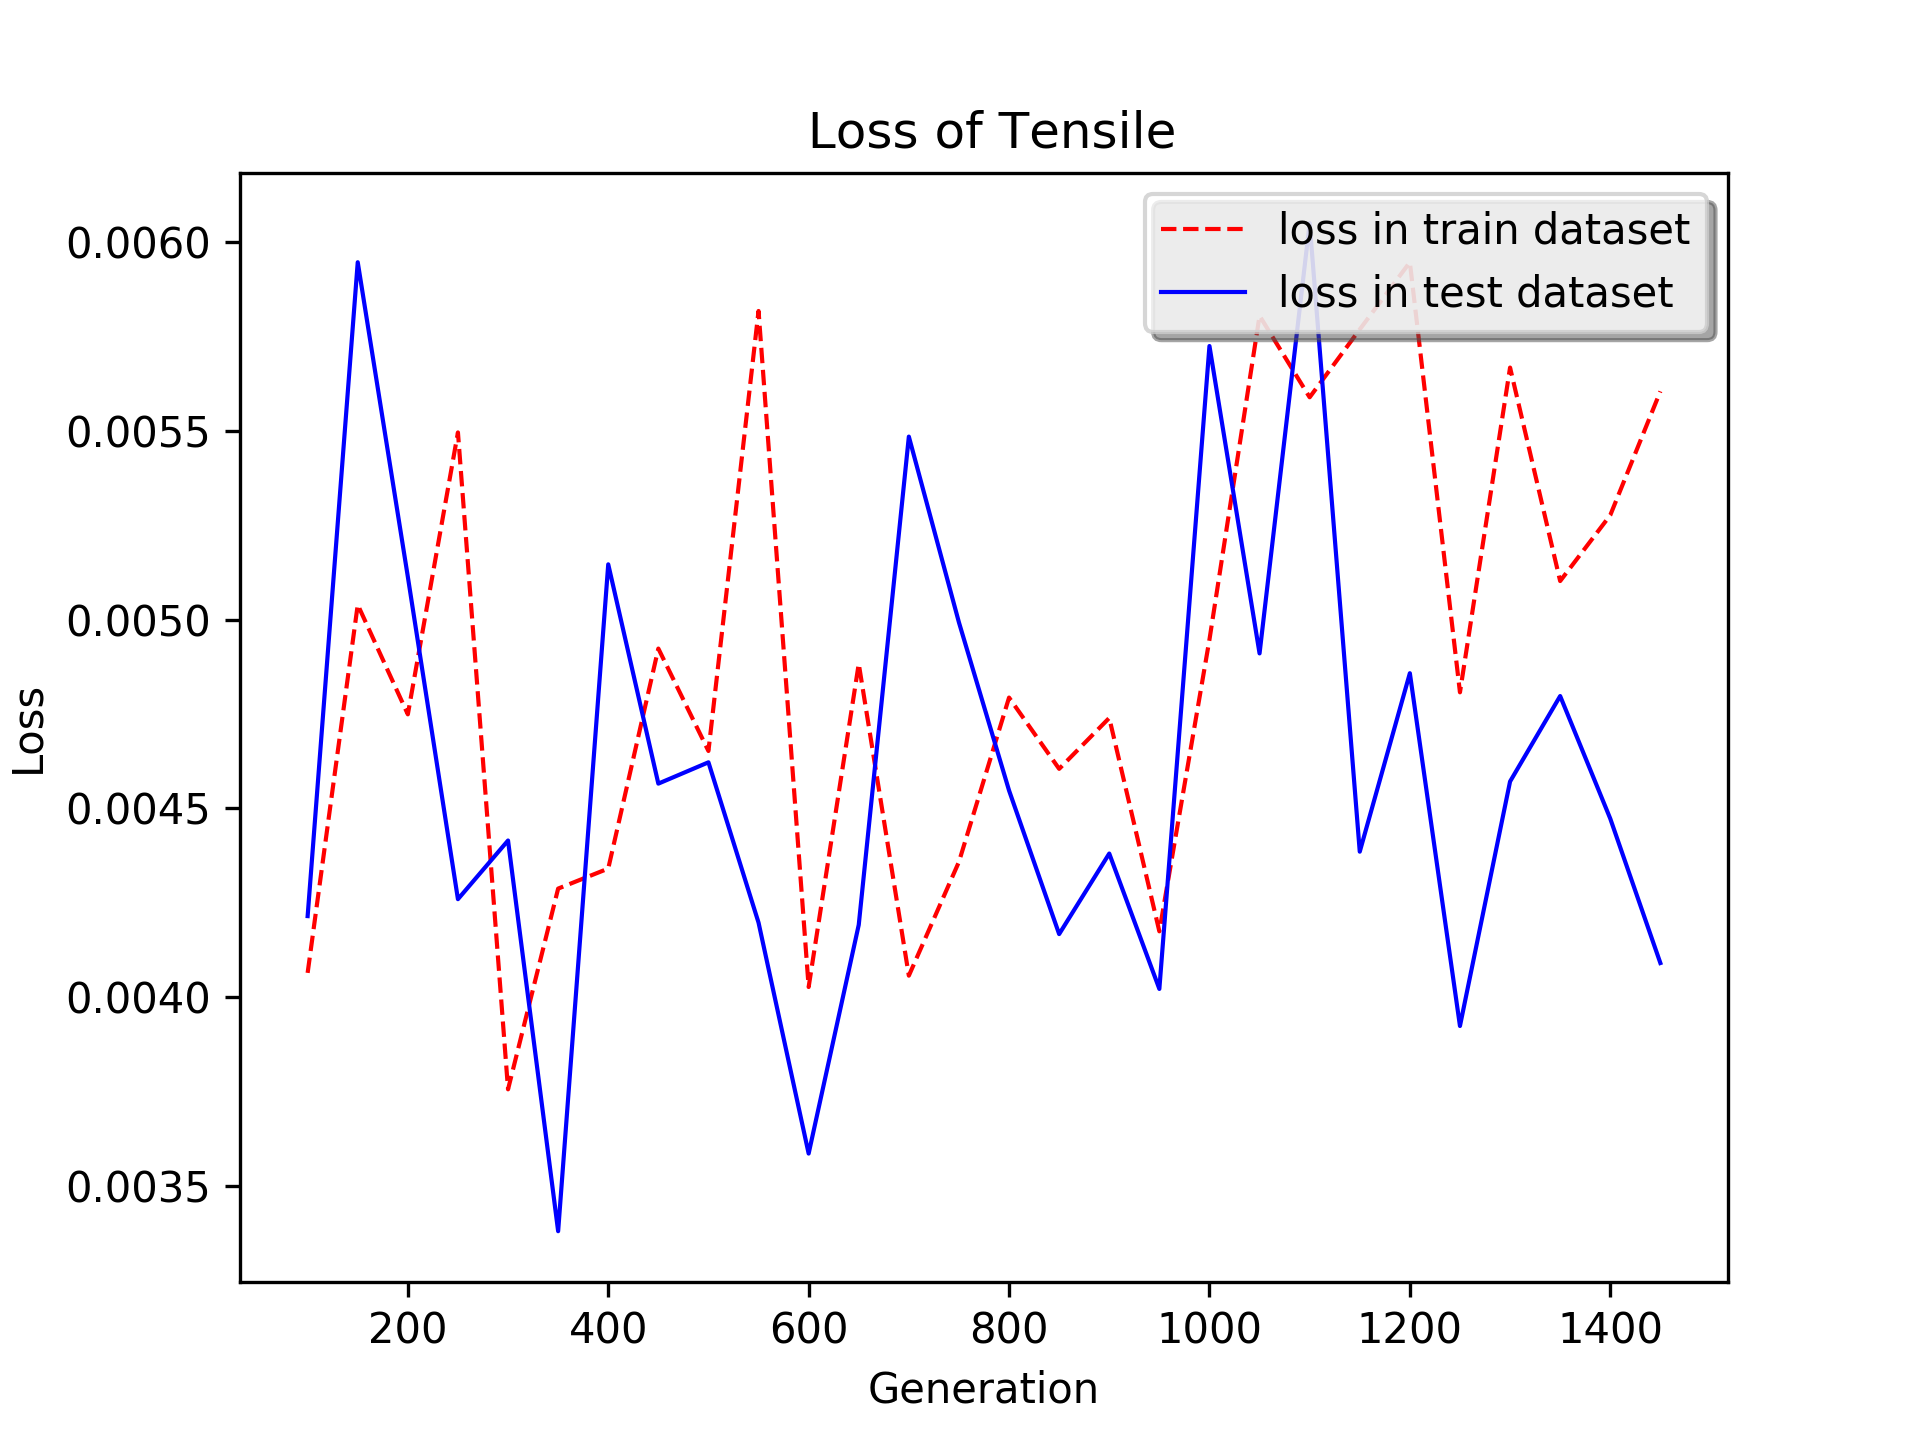 Loss of Tensile
loss in train dataset
loss in test dataset
0.0060
0.0055
0.0050
0.0045
0.0040
0.0035
Loss
200 400 600 800 1000 1200 1400
Generation